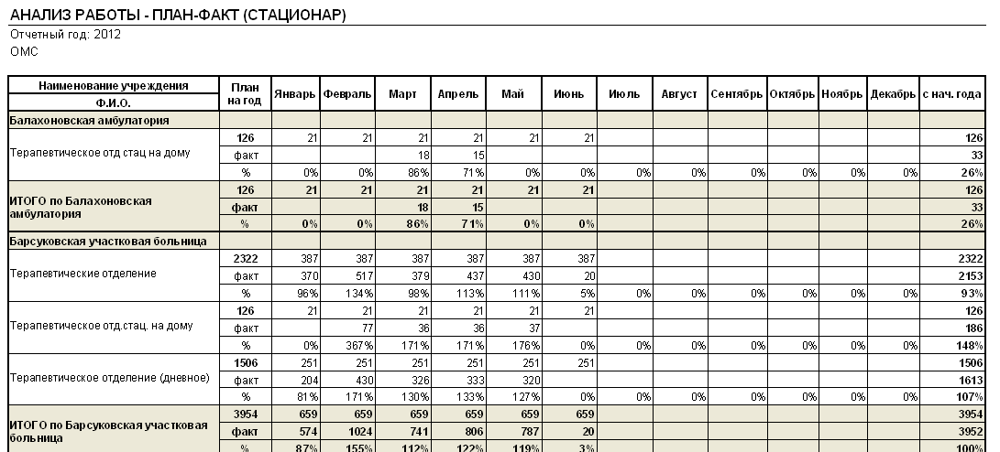 АНАЛИЗ РАБОТЫ - ПЛАН-ФАКТ (СТАЦИОНАР)
Отчетный год: 2012
ОМС
Наименование учреждения
Ф.И.О.
План на год Январь Февраль Март Апрель Май Июнь Июль Август Сентябрь Октябрь Ноябрь Декабрь с нач. года
Балахоновская амбулатория
Терапевтическое отд стац на дому
126 21 21 21 21 21 21 126
факт 18 15 33
% 0% 0% 86% 71% 0% 0% 0% 0% 0% 0% 0% 0% 26%
ИТОГО по Балахоновская
амбулатория
126 21 21 21 21 21 21 126
факт 18 15 33
% 0% 0% 86% 71% 0% 0% 26%
Барсуковская участковая больница
Терапевтические отделение
2322 387 387 387 387 387 387 2322
факт 370 517 379 437 430 20 2153
% 96% 134% 98% 113% 111% 5% 0% 0% 0% 0% 0% 0% 93%
Терапевтическое отд.стац. на дому
126 21 21 21 21 21 21 126
факт 77 36 36 37 186
% 0% 367% 171% 171% 176% 0% 0% 0% 0% 0% 0% 0% 148%
Терапевтическое отделение (дневное)
1506 251 251 251 251 251 251 1506
факт 204 430 326 333 320 1613
% 81% 171% 130% 133% 127% 0% 0% 0% 0% 0% 0% 0% 107%
ИТОГО по Барсуковская участковая
больница
3954 659 659 659 659 659 659 3954
факт 574 1024 741 806 787 20 3952
% 87% 155% 112% 122% 119% 3% 100%